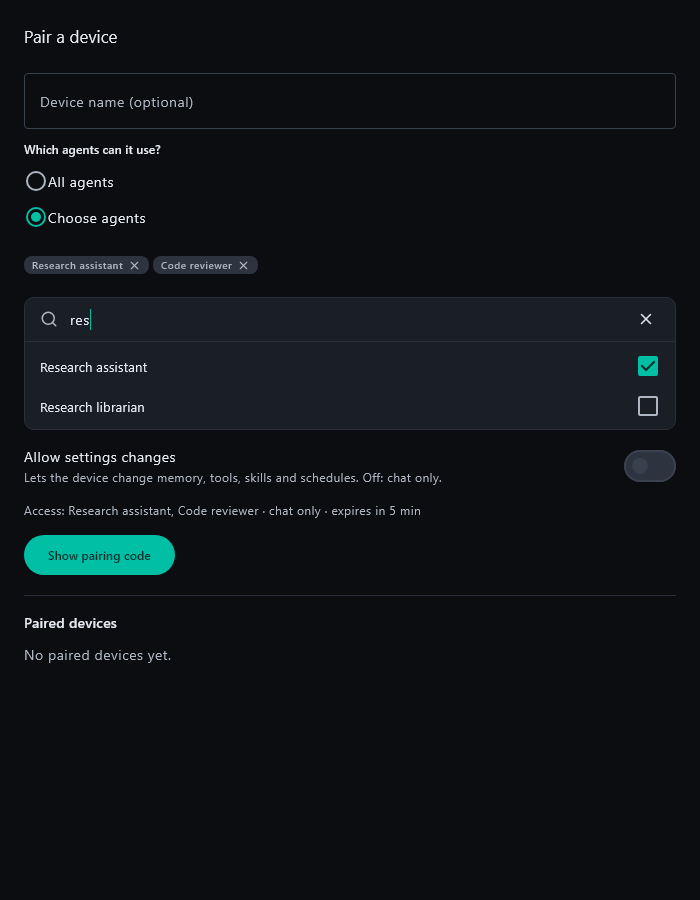 Pair a device
Device name (optional)
Which agents can it use?
All agents
Choose agents
Research assistant Code reviewer
res
Research assistant
Research librarian
Allow settings changes
Lets the device change memory, tools, skills and schedules. Off: chat only.
Access: Research assistant, Code reviewer · chat only · expires in 5 min
Show pairing code
Paired devices
No paired devices yet.